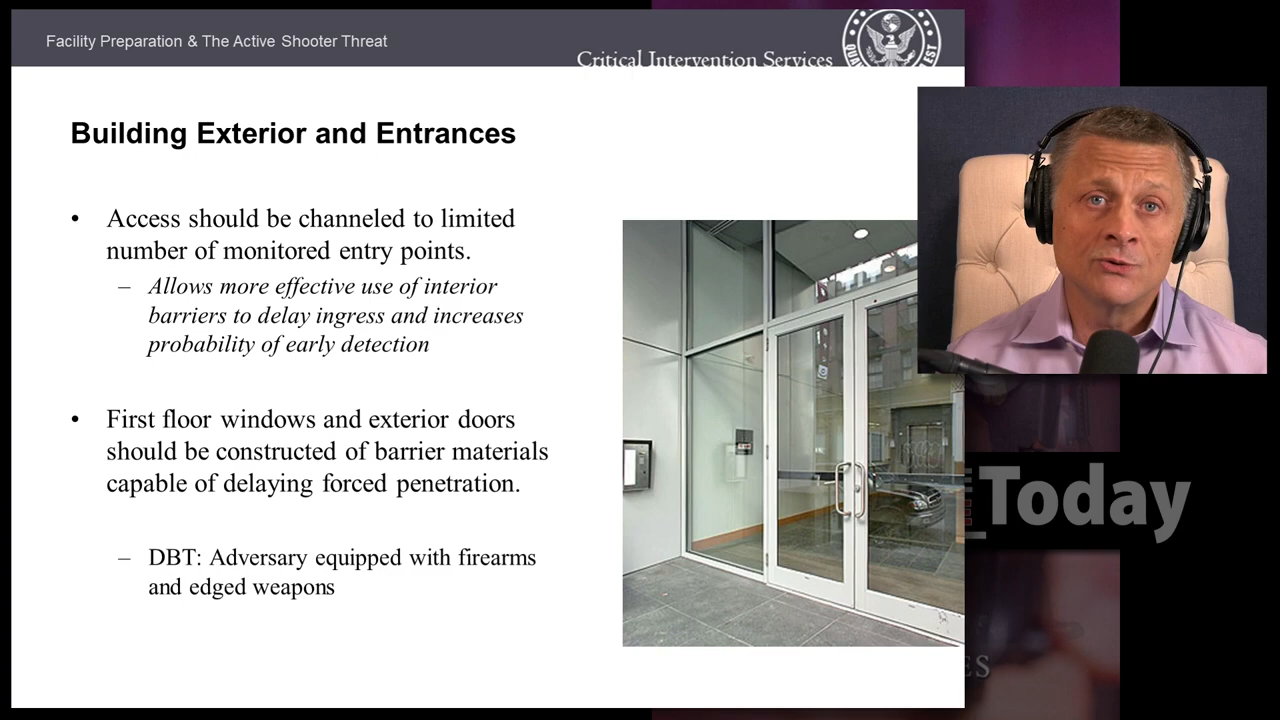 Facility Preparation & The Active Shooter Threat
Critical Intervention Services
Building Exterior and Entrances
• Access should be channeled to limited
number of monitored entry points.
– Allows more effective use of interior
barriers to delay ingress and increases
probability of early detection
• First floor windows and exterior doors
should be constructed of barrier materials
capable of delaying forced penetration.
– DBT: Adversary equipped with firearms
and edged weapons
Today
ES